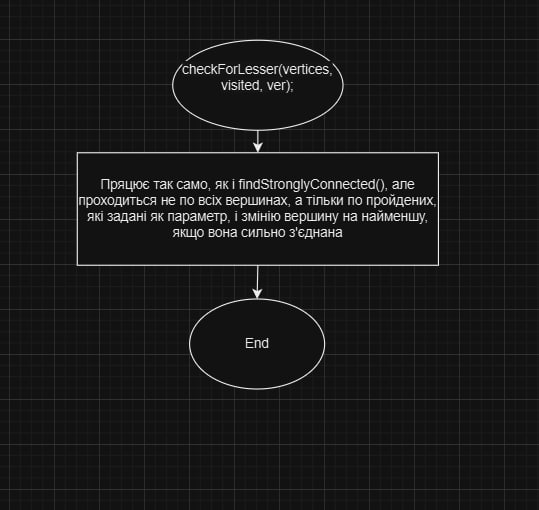 checkForLesser(vertices,
visited, ver);
Пряцює так само, як і findStronglyConnected(), але
проходиться не по всіх вершинах, а тільки по пройдених,
які задані як параметр, і змінію вершину на найменшу,
якщо вона сильно з'єднана
End